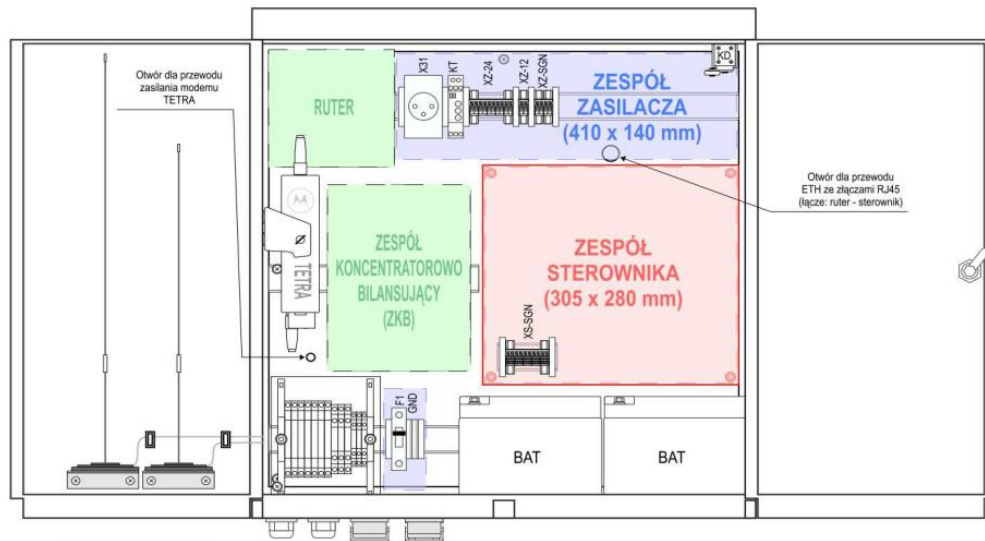 Otwór dla przewodu
zasilania modemu
TETRA
RUTER
X31
KT
XZ-24
XZ-12
XZ-SGN
ZESPÓŁ
ZASILACZA
(410 x 140 mm)
KD
Otwór dla przewodu
ETH ze złączami RJ45
(łącze: ruter - sterownik)
TETRA
ZESPÓŁ
KONCENTRATOROWO
BILANSUJĄCY
(ZKB)
ZESPÓŁ
STEROWNIKA
(305 x 280 mm)
XS-SGN
F1
GND
BAT
BAT